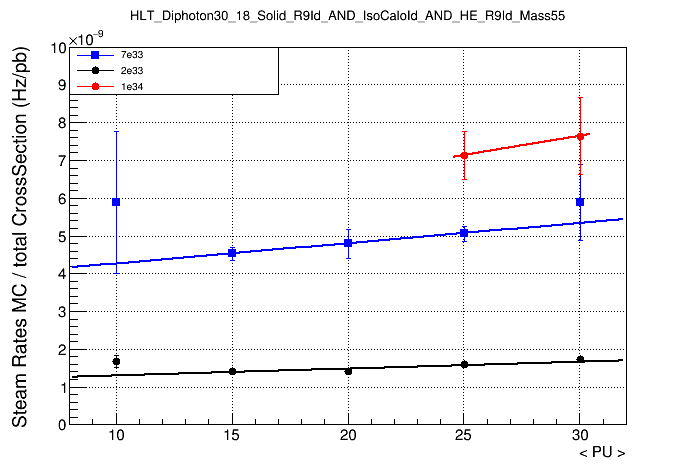 HLT_Diphoton30_18_Solid_R9Id_AND_IsoCaloId_AND_HE_R9Id_Mass55
×10⁻⁹
7e33
2e33
1e34
Steam Rates MC / total CrossSection (Hz/pb)
10
9
8
7
6
5
4
3
2
1
0
10 15 20 25 30
< PU >